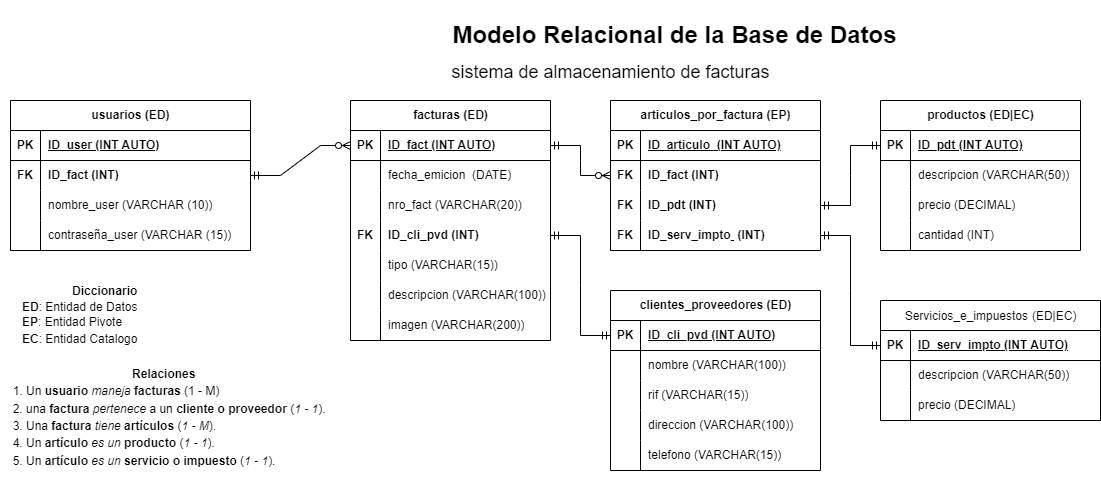 Modelo Relacional de la Base de Datos
sistema de almacenamiento de facturas
usuarios (ED)
PK ID_user (INT AUTO)
FK ID_fact (INT)
nombre_user (VARCHAR (10))
contraseña_user (VARCHAR (15))
facturas (ED)
PK ID_fact (INT AUTO)
fecha_emicion (DATE)
nro_fact (VARCHAR(20))
FK ID_cli_pvd (INT)
tipo (VARCHAR(15))
descripcion (VARCHAR(100))
imagen (VARCHAR(200))
articulos_por_factura (EP)
PK ID_articulo (INT AUTO)
FK ID_fact (INT)
FK ID_pdt (INT)
FK ID_serv_impto_ (INT)
productos (ED|EC)
PK ID_pdt (INT AUTO)
descripcion (VARCHAR(50))
precio (DECIMAL)
cantidad (INT)
clientes_proveedores (ED)
PK ID_cli_pvd (INT AUTO)
nombre (VARCHAR(100))
rif (VARCHAR(15))
direccion (VARCHAR(100))
telefono (VARCHAR(15))
Servicios_e_impuestos (ED|EC)
PK ID_serv_impto (INT AUTO)
descripcion (VARCHAR(50))
precio (DECIMAL)
Diccionario
ED: Entidad de Datos
EP: Entidad Pivote
EC: Entidad Catalogo
Relaciones
1. Un usuario maneja facturas (1 - M)
2. una factura pertenece a un cliente o proveedor (1 - 1).
3. Una factura tiene artículos (1 - M).
4. Un artículo es un producto (1 - 1).
5. Un artículo es un servicio o impuesto (1 - 1).